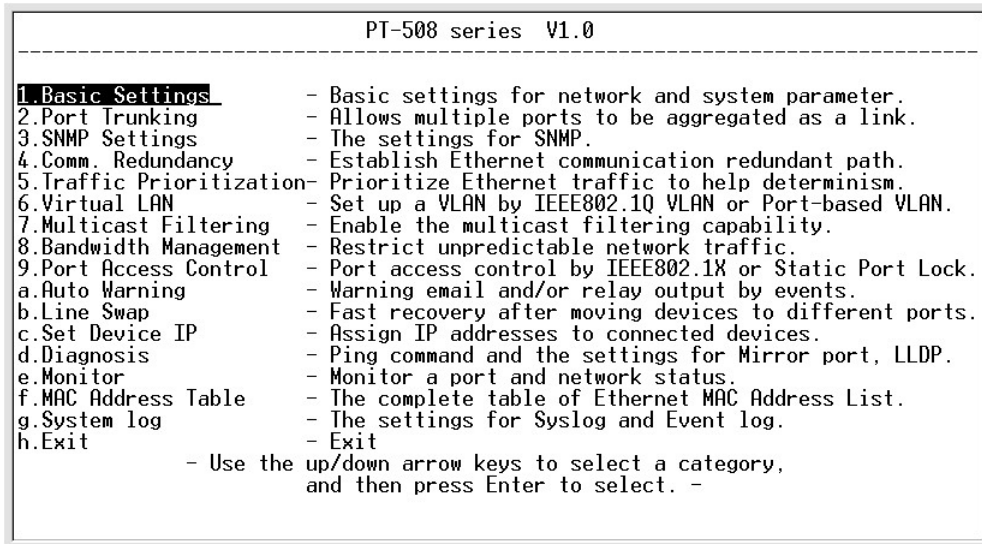 PT-508 series V1.0
------------------------------------------------------------------------------
1.Basic Settings - Basic settings for network and system parameter.
2.Port Trunking - Allows multiple ports to be aggregated as a link.
3.SNMP Settings - The settings for SNMP.
4.Comm. Redundancy - Establish Ethernet communication redundant path.
5.Traffic Prioritization- Prioritize Ethernet traffic to help determinism.
6.Virtual LAN - Set up a VLAN by IEEE802.1Q VLAN or Port-based VLAN.
7.Multicast Filtering - Enable the multicast filtering capability.
8.Bandwidth Management - Restrict unpredictable network traffic.
9.Port Access Control - Port access control by IEEE802.1X or Static Port Lock.
a.Auto Warning - Warning email and/or relay output by events.
b.Line Swap - Fast recovery after moving devices to different ports.
c.Set Device IP - Assign IP addresses to connected devices.
d.Diagnosis - Ping command and the settings for Mirror port, LLDP.
e.Monitor - Monitor a port and network status.
f.MAC Address Table - The complete table of Ethernet MAC Address List.
g.System log - The settings for Syslog and Event log.
h.Exit - Exit
- Use the up/down arrow keys to select a category,
and then press Enter to select. -